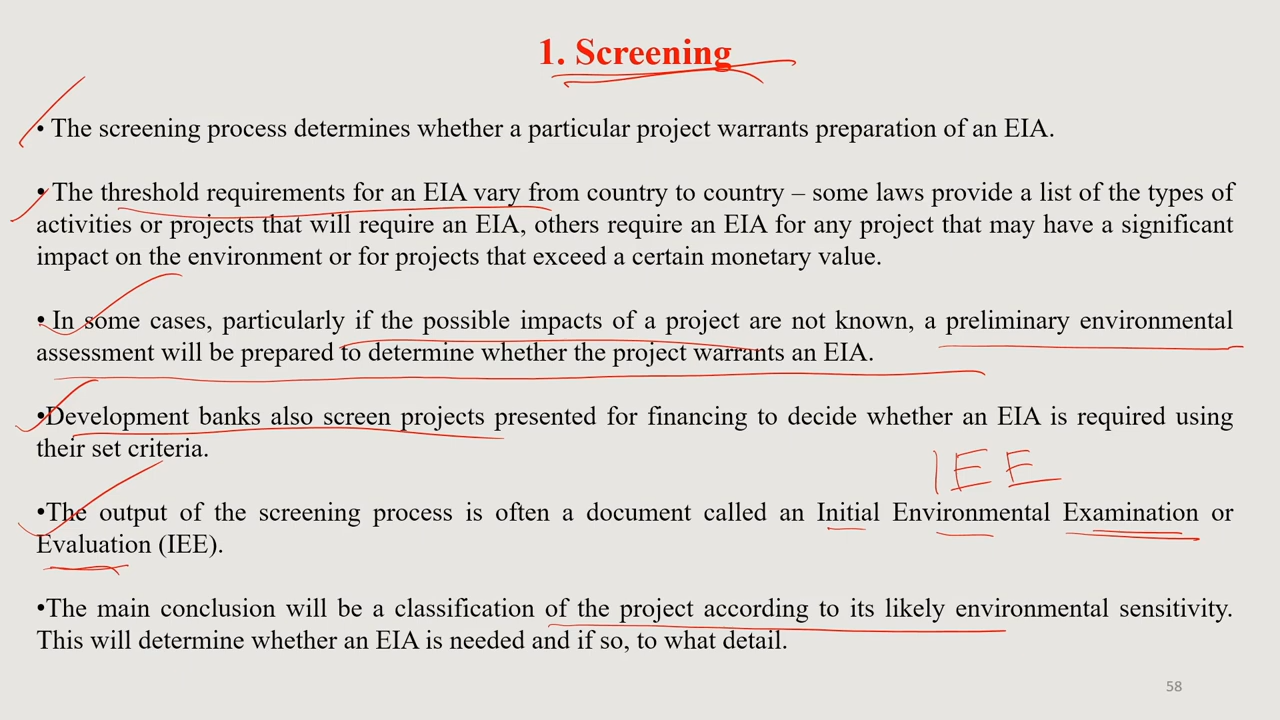 1. Screening
• The screening process determines whether a particular project warrants preparation of an EIA.
• The threshold requirements for an EIA vary from country to country – some laws provide a list of the types of
activities or projects that will require an EIA, others require an EIA for any project that may have a significant
impact on the environment or for projects that exceed a certain monetary value.
• In some cases, particularly if the possible impacts of a project are not known, a preliminary environmental
assessment will be prepared to determine whether the project warrants an EIA.
•Development banks also screen projects presented for financing to decide whether an EIA is required using
their set criteria.
IEE
•The output of the screening process is often a document called an Initial Environmental Examination or
Evaluation (IEE).
•The main conclusion will be a classification of the project according to its likely environmental sensitivity.
This will determine whether an EIA is needed and if so, to what detail.
58